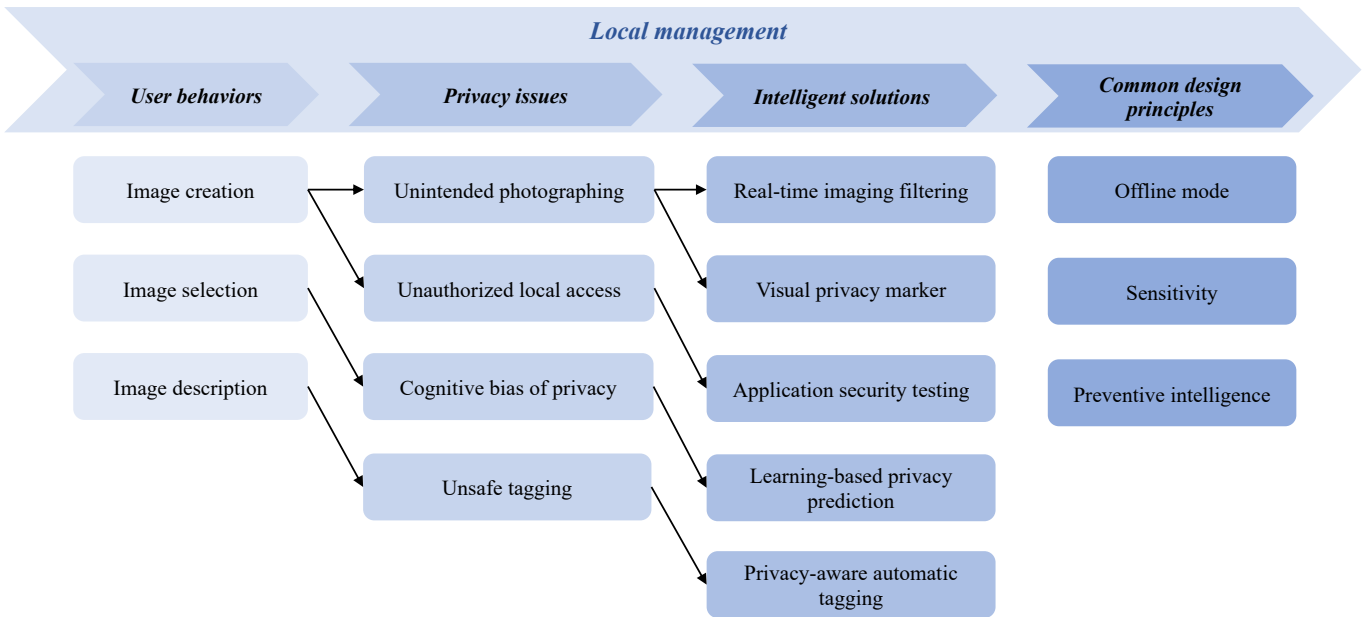 Local management
User behaviors
Privacy issues
Intelligent solutions
Common design
principles
Image creation
Unintended photographing
Real-time imaging filtering
Offline mode
Image selection
Unauthorized local access
Visual privacy marker
Sensitivity
Image description
Cognitive bias of privacy
Application security testing
Preventive intelligence
Unsafe tagging
Learning-based privacy
prediction
Privacy-aware automatic
tagging